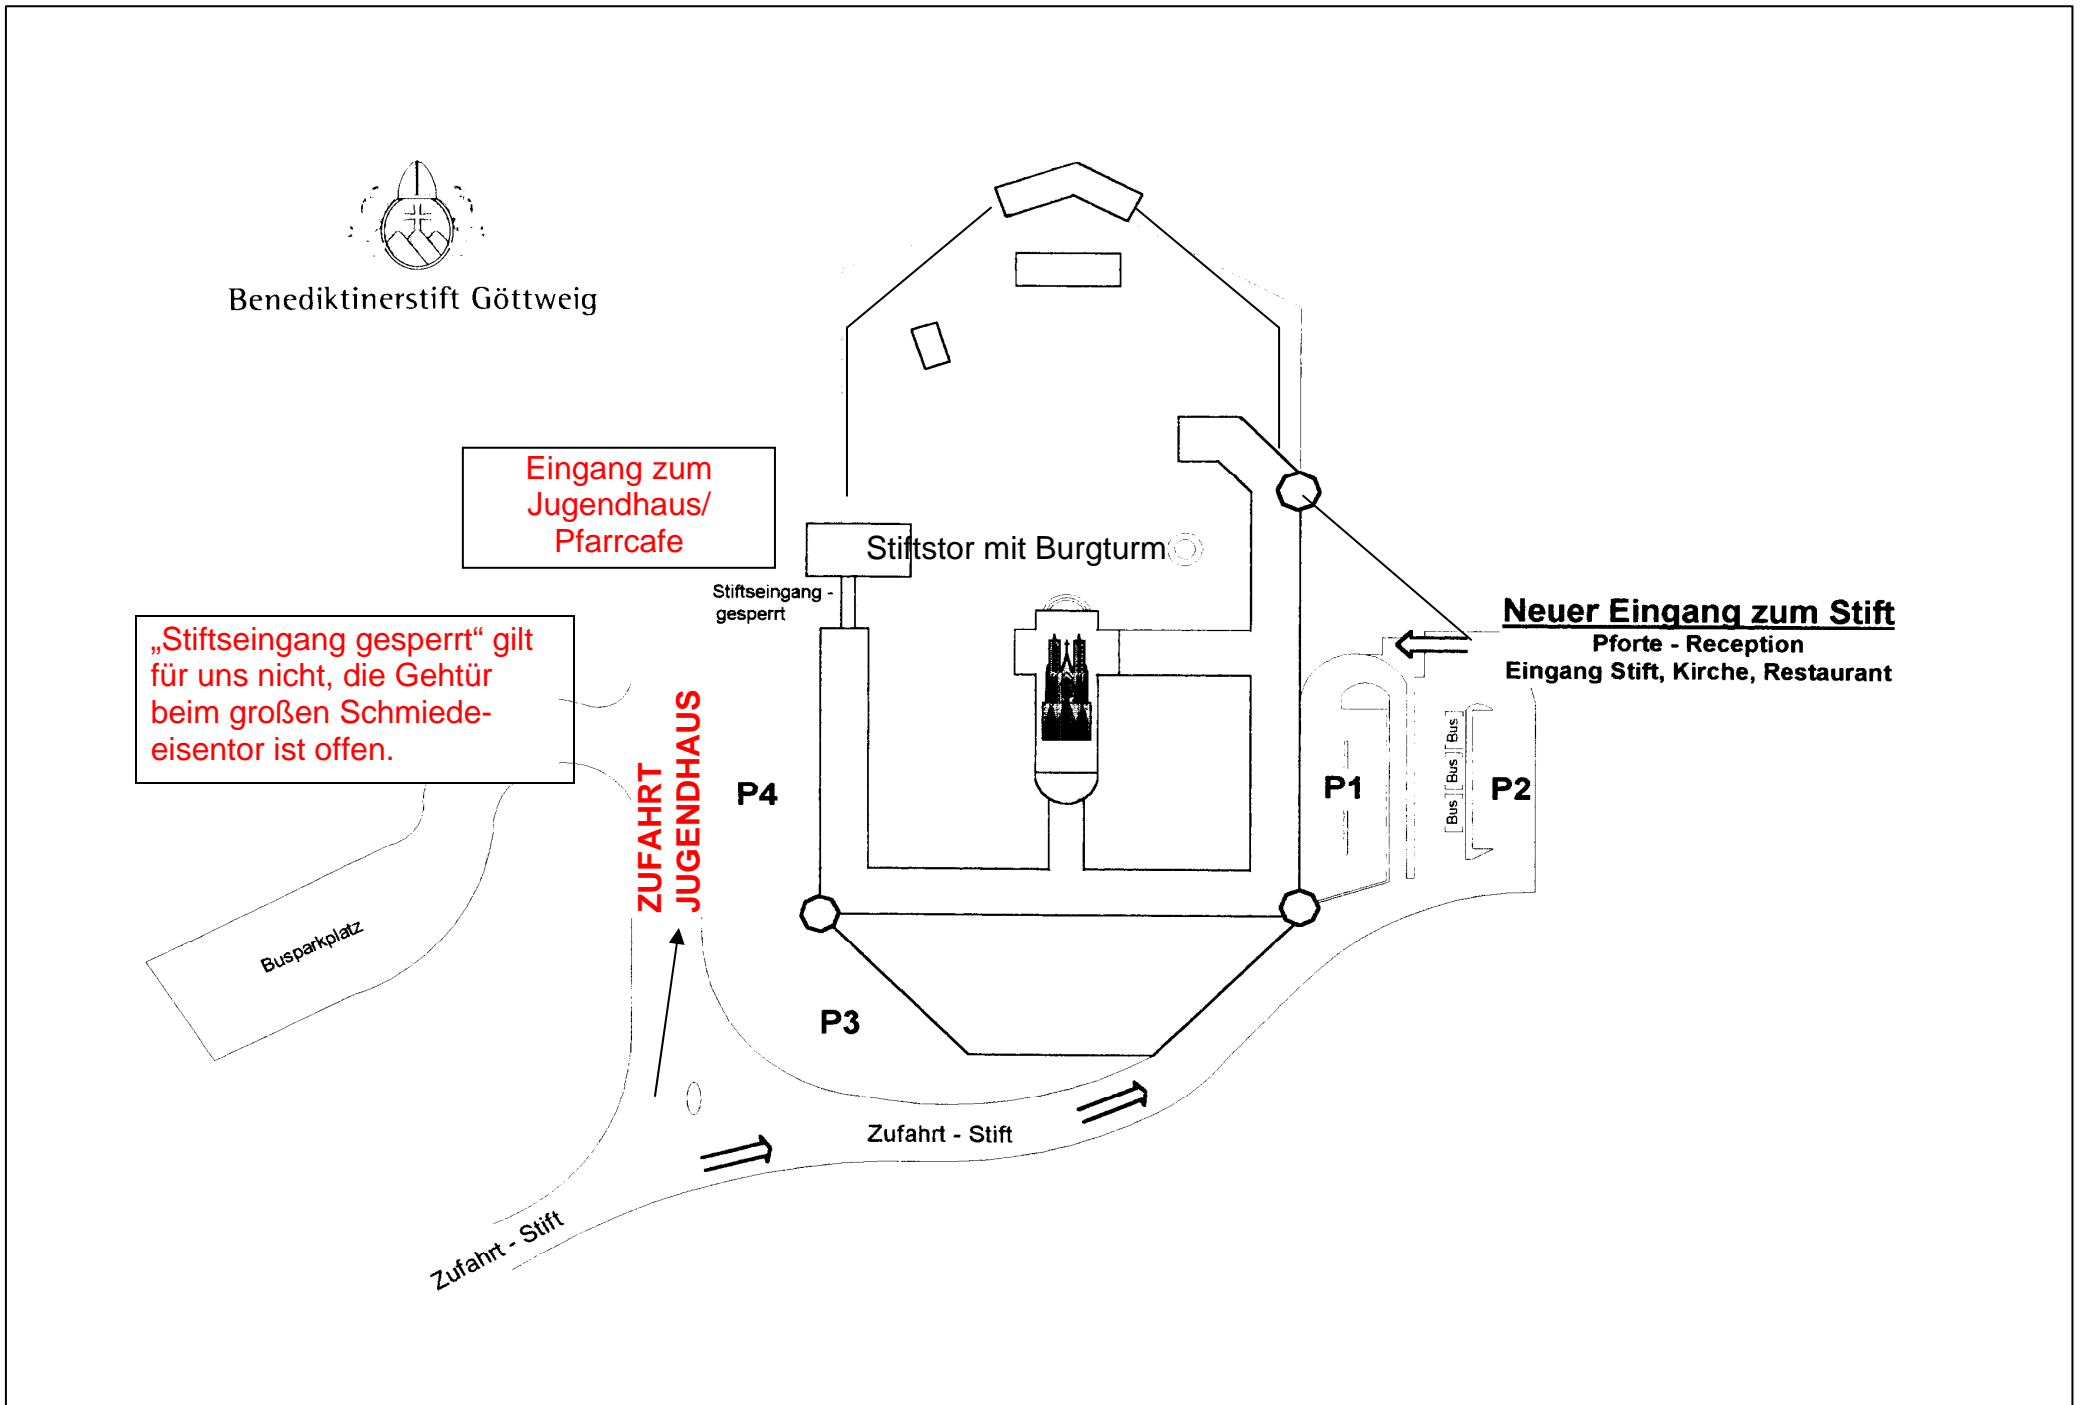 Benediktinerstift Göttweig
Eingang zum
Jugendhaus/
Pfarrcafe
Stiftstor mit Burgturm
Stiftseingang -
gesperrt
„Stiftseingang gesperrt“ gilt
für uns nicht, die Gehtür
beim großen Schmiede-
eisentor ist offen.
Neuer Eingang zum Stift
Pforte - Reception
Eingang Stift, Kirche, Restaurant
ZUFAHRT
JUGENDHAUS
P4
P1
Bus
Bus
Bus
P2
Busparkplatz
P3
Zufahrt - Stift
Zufahrt - Stift